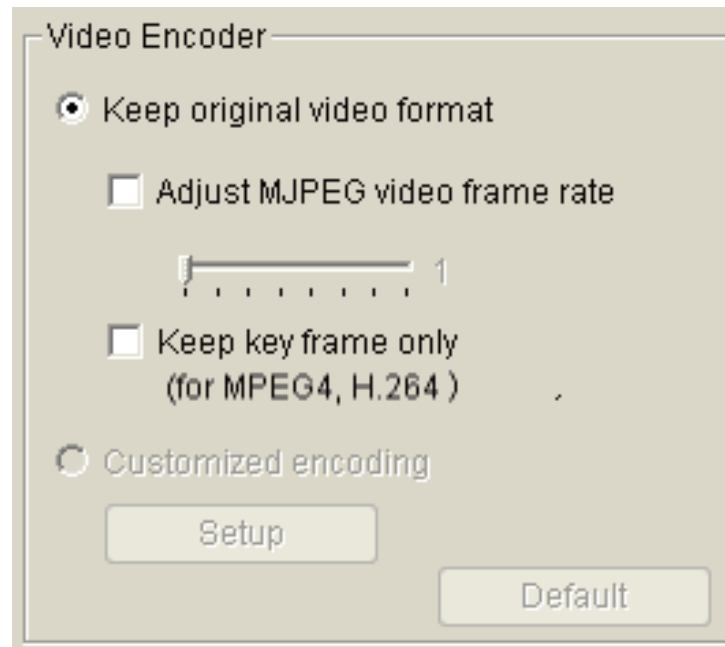 Video Encoder
Keep original video format
Adjust MJPEG video frame rate
1
Keep key frame only
(for MPEG4, H.264 )
Customized encoding
Setup
Default